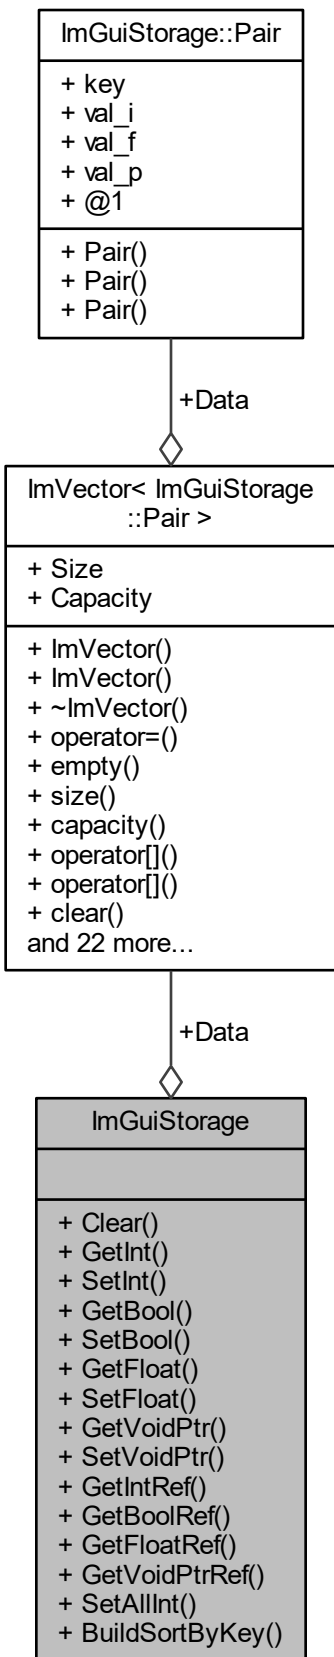 ImGuiStorage::Pair
+ key
+ val_i
+ val_f
+ val_p
+ @1
+ Pair()
+ Pair()
+ Pair()
+Data
ImVector< ImGuiStorage
::Pair >
+ Size
+ Capacity
+ ImVector()
+ ImVector()
+ ~ImVector()
+ operator=()
+ empty()
+ size()
+ capacity()
+ operator[]()
+ operator[]()
+ clear()
and 22 more...
+Data
ImGuiStorage
+ Clear()
+ GetInt()
+ SetInt()
+ GetBool()
+ SetBool()
+ GetFloat()
+ SetFloat()
+ GetVoidPtr()
+ SetVoidPtr()
+ GetIntRef()
+ GetBoolRef()
+ GetFloatRef()
+ GetVoidPtrRef()
+ SetAllInt()
+ BuildSortByKey()